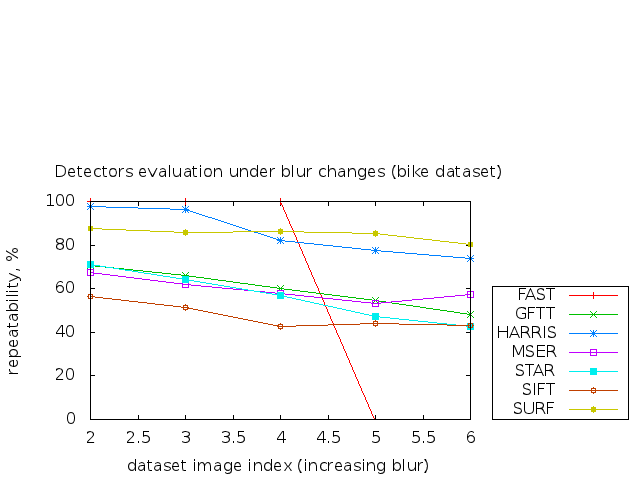 Detectors evaluation under blur changes (bike dataset)
repeatability, %
100
80
60
40
20
0
2 2.5 3 3.5 4 4.5 5 5.5 6
dataset image index (increasing blur)
FAST
GFTT
HARRIS
MSER
STAR
SIFT
SURF